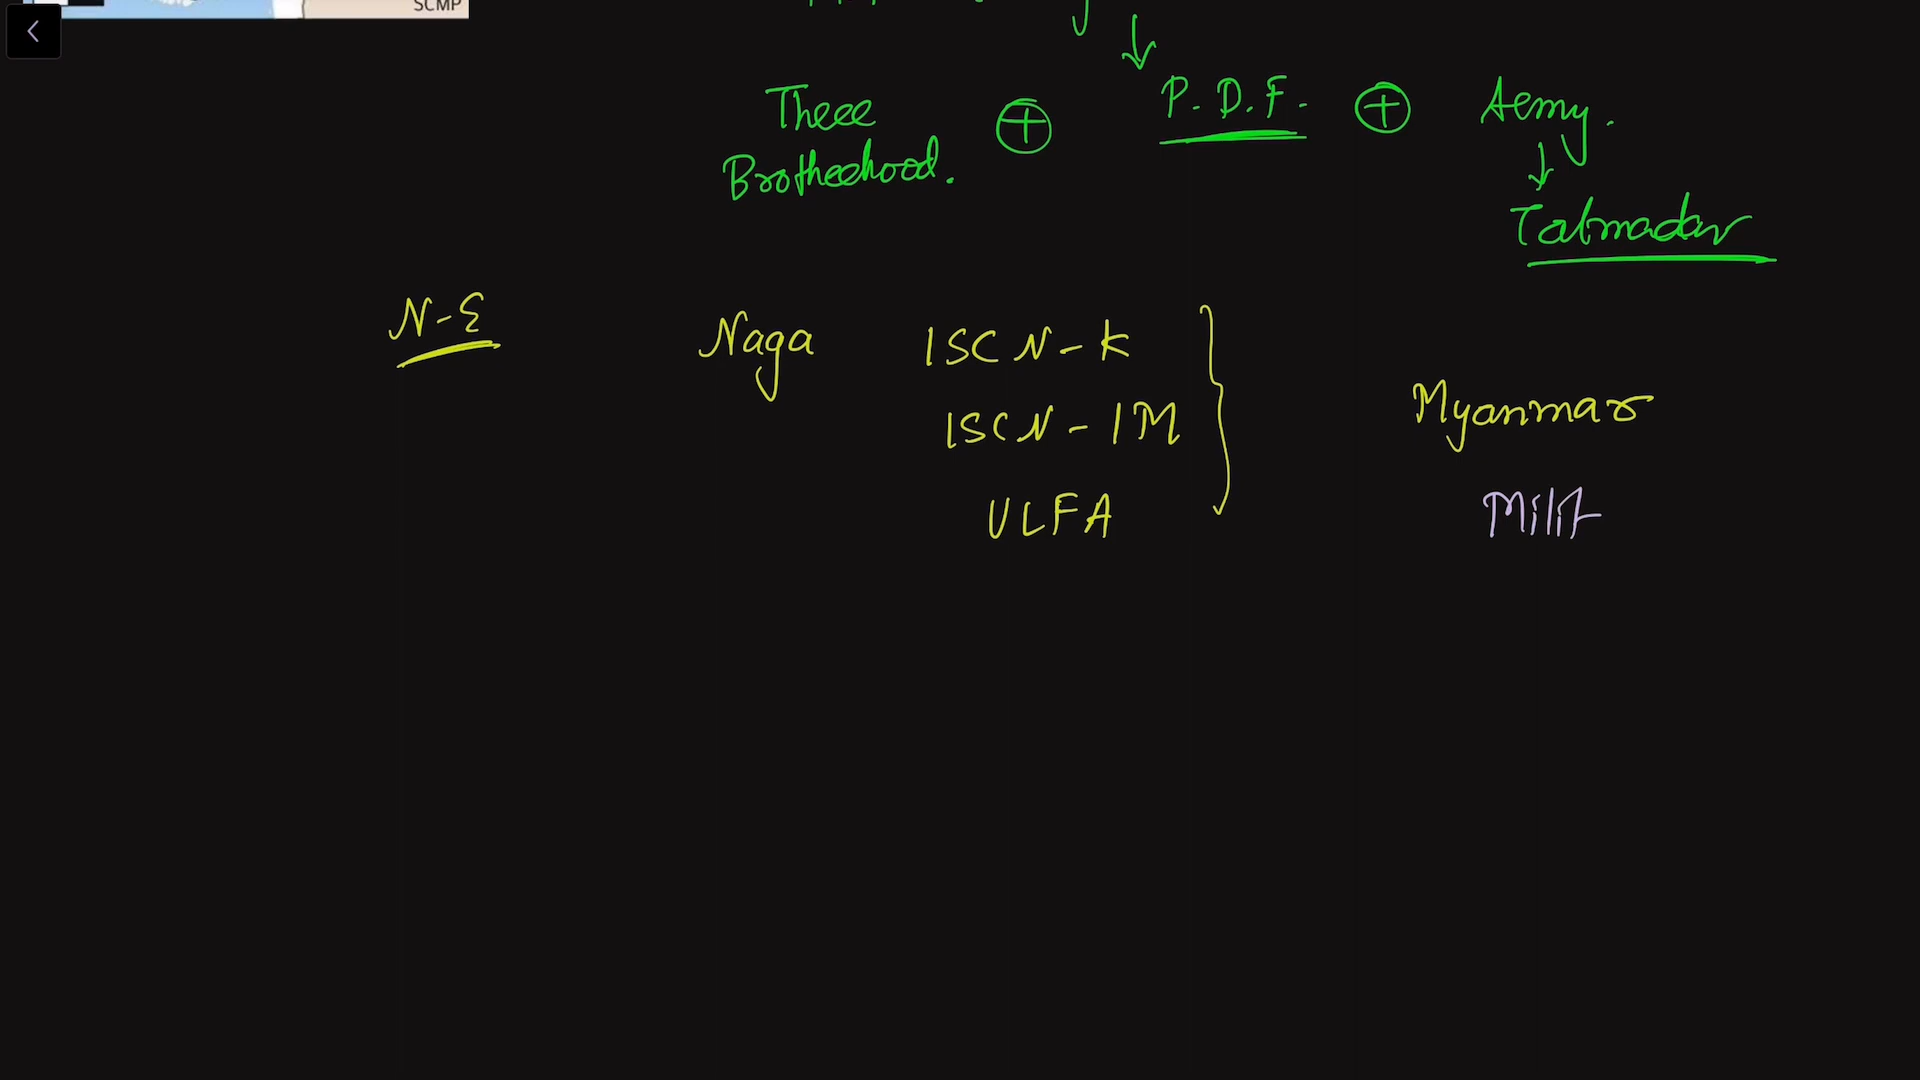 SCMP
Three
Brotherhood.
P.D.F.
Army.
Tatmadaw
N-E
Naga
ISCN-K
ISCN-IM
ULFA
Myanmar
Milit